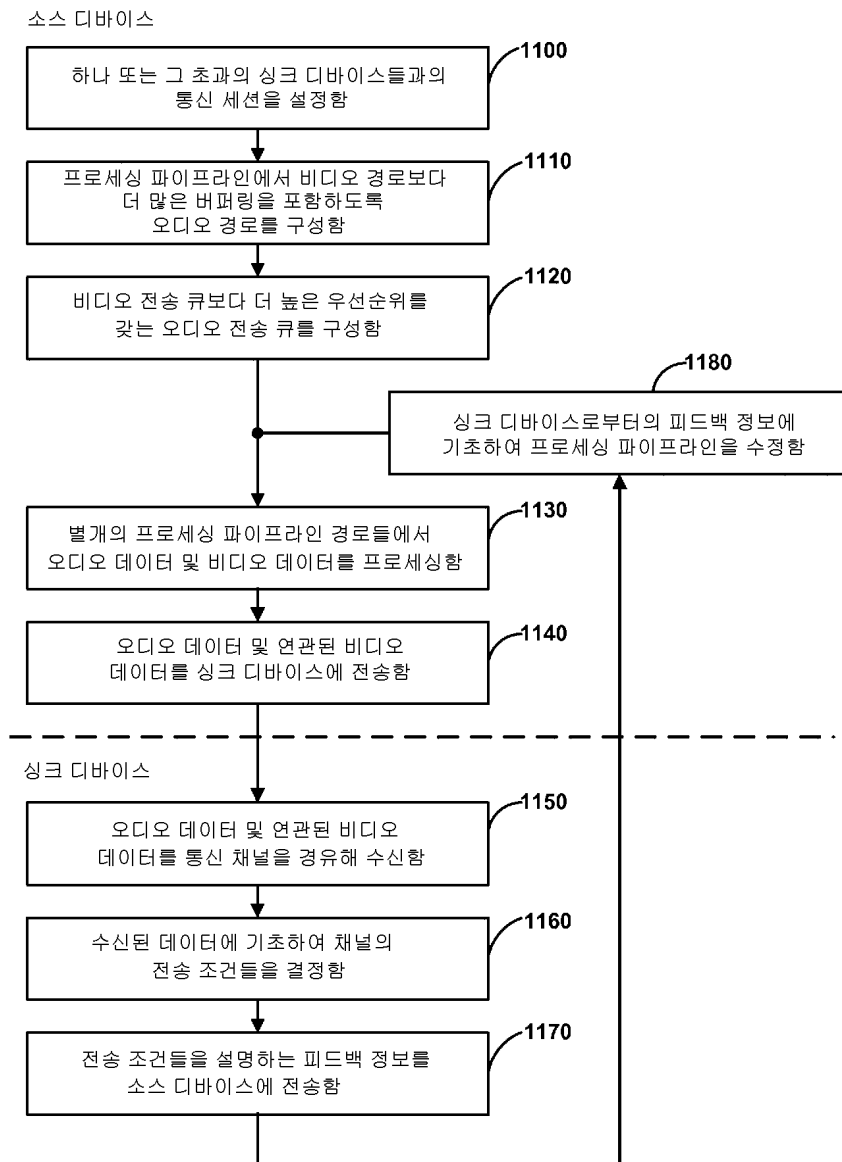 소스 디바이스
1100
하나 또는 그 초과의 싱크 디바이스들과의
통신 세션을 설정함
1110
프로세싱 파이프라인에서 비디오 경로보다
더 많은 버퍼링을 포함하도록
오디오 경로를 구성함
1120
비디오 전송 큐보다 더 높은 우선순위를
갖는 오디오 전송 큐를 구성함
1180
싱크 디바이스로부터의 피드백 정보에
기초하여 프로세싱 파이프라인을 수정함
1130
별개의 프로세싱 파이프라인 경로들에서
오디오 데이터 및 비디오 데이터를 프로세싱함
1140
오디오 데이터 및 연관된 비디오
데이터를 싱크 디바이스에 전송함
싱크 디바이스
1150
오디오 데이터 및 연관된 비디오
데이터를 통신 채널을 경유해 수신함
1160
수신된 데이터에 기초하여 채널의
전송 조건들을 결정함
1170
전송 조건들을 설명하는 피드백 정보를
소스 디바이스에 전송함